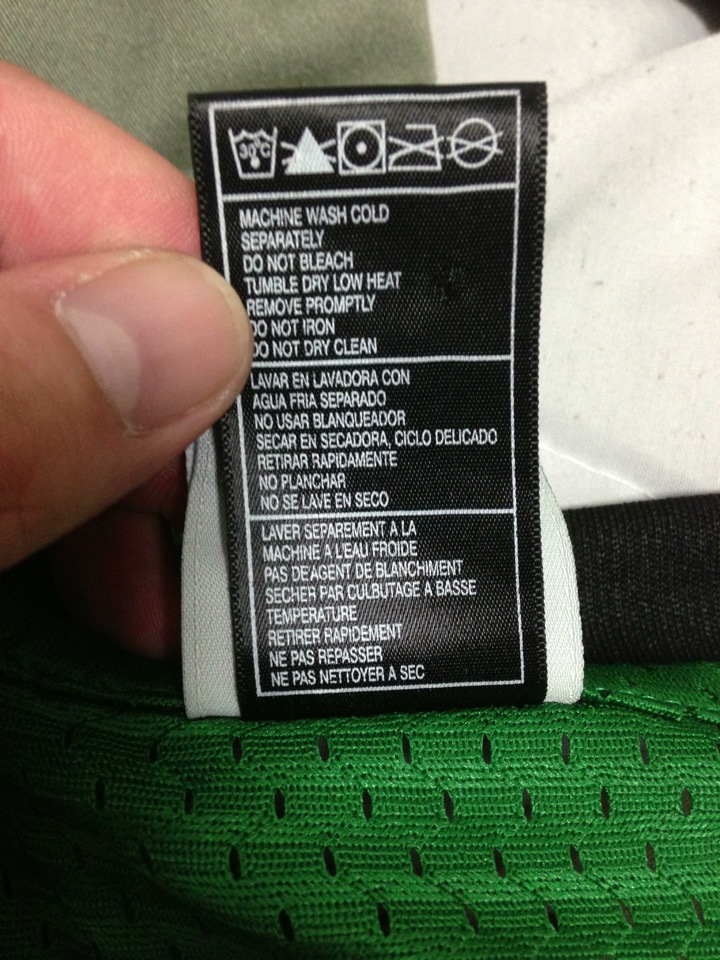 30°C
MACHINE WASH COLD
SEPARATELY
DO NOT BLEACH
TUMBLE DRY LOW HEAT
REMOVE PROMPTLY
DO NOT IRON
DO NOT DRY CLEAN
LAVAR EN LAVADORA CON
AGUA FRIA SEPARADO
NO USAR BLANQUEADOR
SECAR EN SECADORA, CICLO DELICADO
RETIRAR RAPIDAMENTE
NO PLANCHAR
NO SE LAVE EN SECO
LAVER SEPAREMENT A LA
MACHINE A L'EAU FROIDE
PAS DEAGENT DE BLANCHIMENT
SECHER PAR CULBUTAGE A BASSE
TEMPERATURE
RETIRER RAPIDEMENT
NE PAS REPASSER
NE PAS NETTOYER A SEC